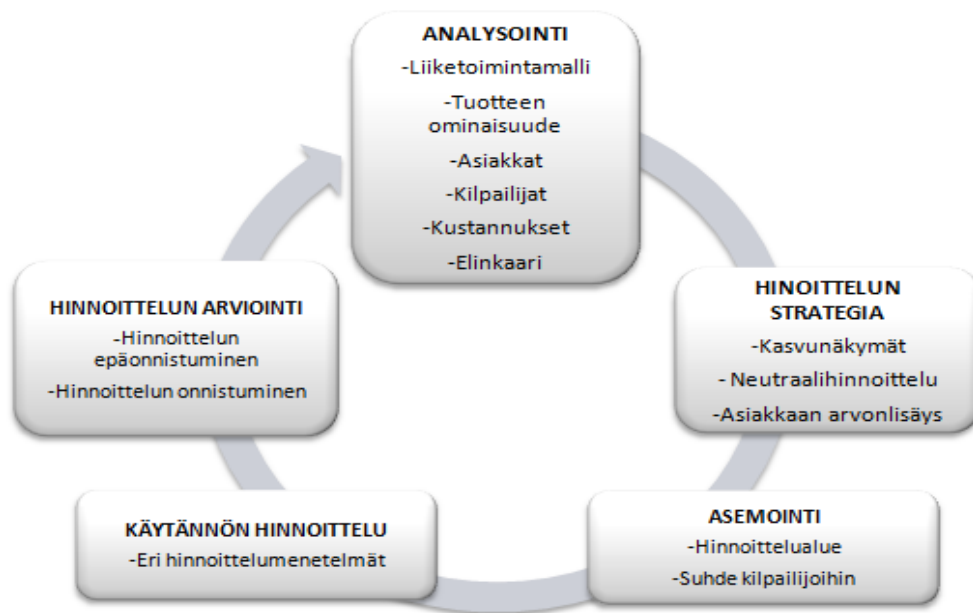 ANALYSOINTI
-Liiketoimintamalli
-Tuotteen
ominaisuude
-Asiakkat
-Kilpailijat
-Kustannukset
-Elinkaari
HINOITTELUN
STRATEGIA
-Kasvunäkymät
- Neutraalihinnoittelu
-Asiakkaan arvonlisäys
ASEMOINTI
-Hinnoittelualue
-Suhde kilpailijoihin
KÄYTÄNNÖN HINNOITTELU
-Eri hinnoittelumenetelmät
HINNOITTELUN ARVIOINTI
-Hinnoittelun
epäonnistuminen
-Hinnoittelun onnistuminen